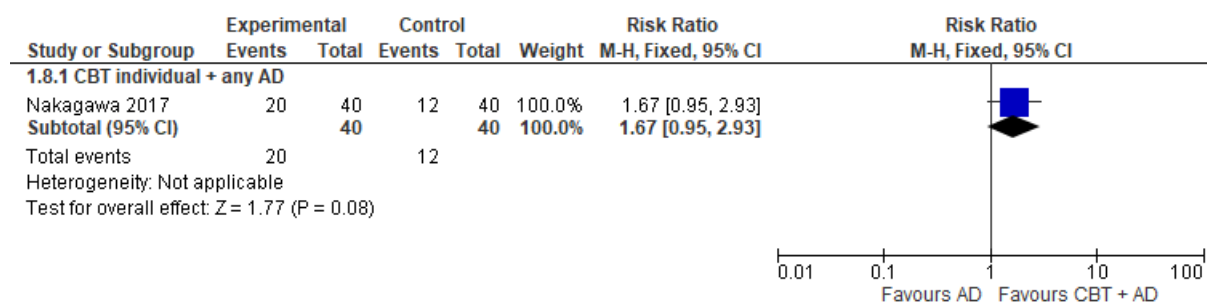 Experimental Control Risk Ratio Risk Ratio
Study or Subgroup Events Total Events Total Weight M-H, Fixed, 95% CI M-H, Fixed, 95% CI
1.8.1 CBT individual + any AD
Nakagawa 2017 20 40 12 40 100.0% 1.67 [0.95, 2.93]
Subtotal (95% CI) 40 40 100.0% 1.67 [0.95, 2.93]
Total events 20 12
Heterogeneity: Not applicable
Test for overall effect: Z = 1.77 (P = 0.08)
0.01 0.1 1 10 100
Favours AD Favours CBT + AD